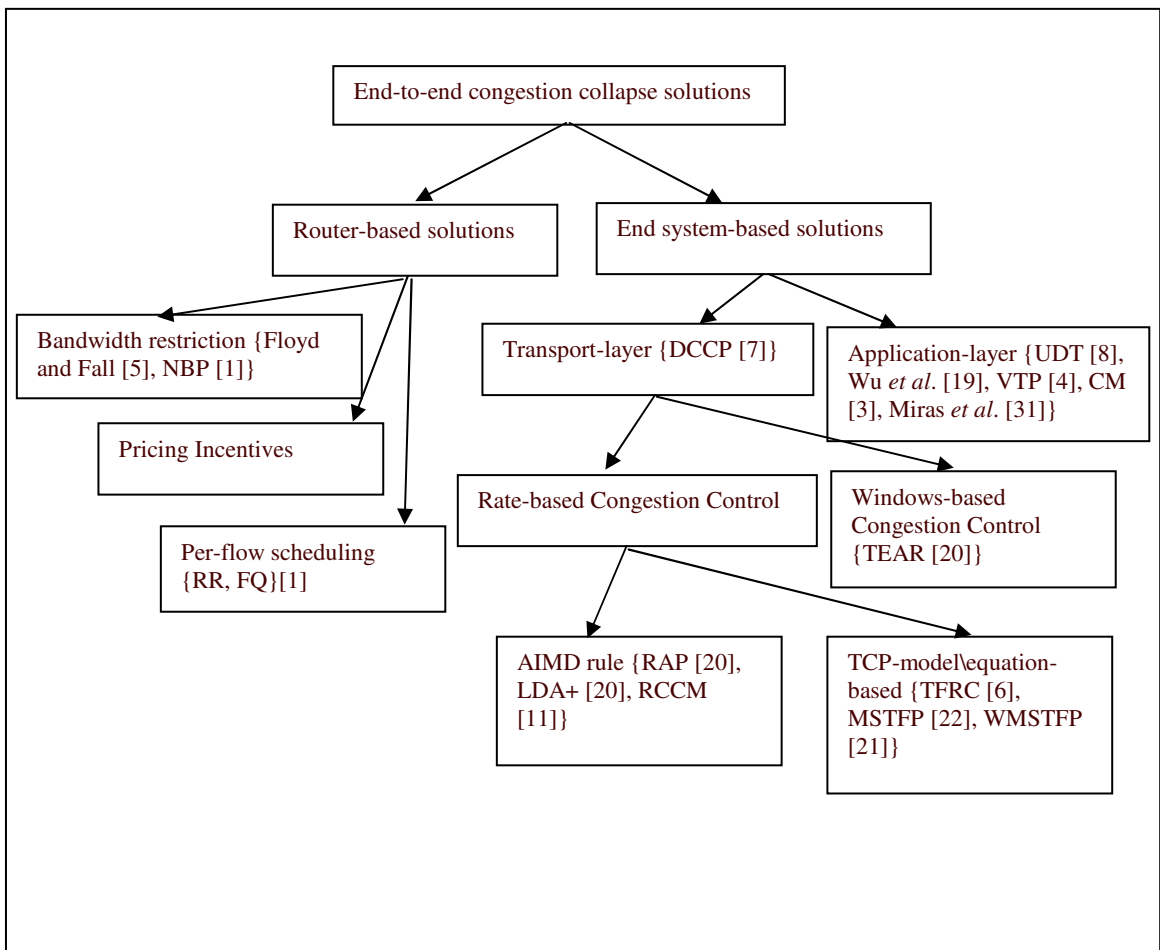 End-to-end congestion collapse solutions
Router-based solutions
End system-based solutions
Bandwidth restriction {Floyd
and Fall [5], NBP [1]}
Transport-layer {DCCP [7]}
Application-layer {UDT [8],
Wu et al. [19], VTP [4], CM
[3], Miras et al. [31]}
Pricing Incentives
Rate-based Congestion Control
Windows-based
Congestion Control
{TEAR [20]}
Per-flow scheduling
{RR, FQ}[1]
AIMD rule {RAP [20],
LDA+ [20], RCCM
[11]}
TCP-model\equation-
based {TFRC [6],
MSTFP [22], WMSTFP
[21]}